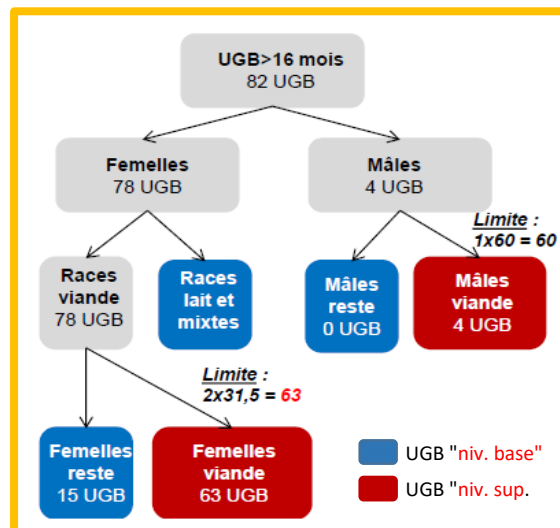 UGB>16 mois
82 UGB
Femelles
78 UGB
Mâles
4 UGB
Limite :
1x60 = 60
Races
viande
78 UGB
Races
lait et
mixtes
Mâles
reste
0 UGB
Mâles
viande
4 UGB
Limite :
2x31,5 = 63
Femelles
reste
15 UGB
Femelles
viande
63 UGB
UGB "niv. base"
UGB "niv. sup.